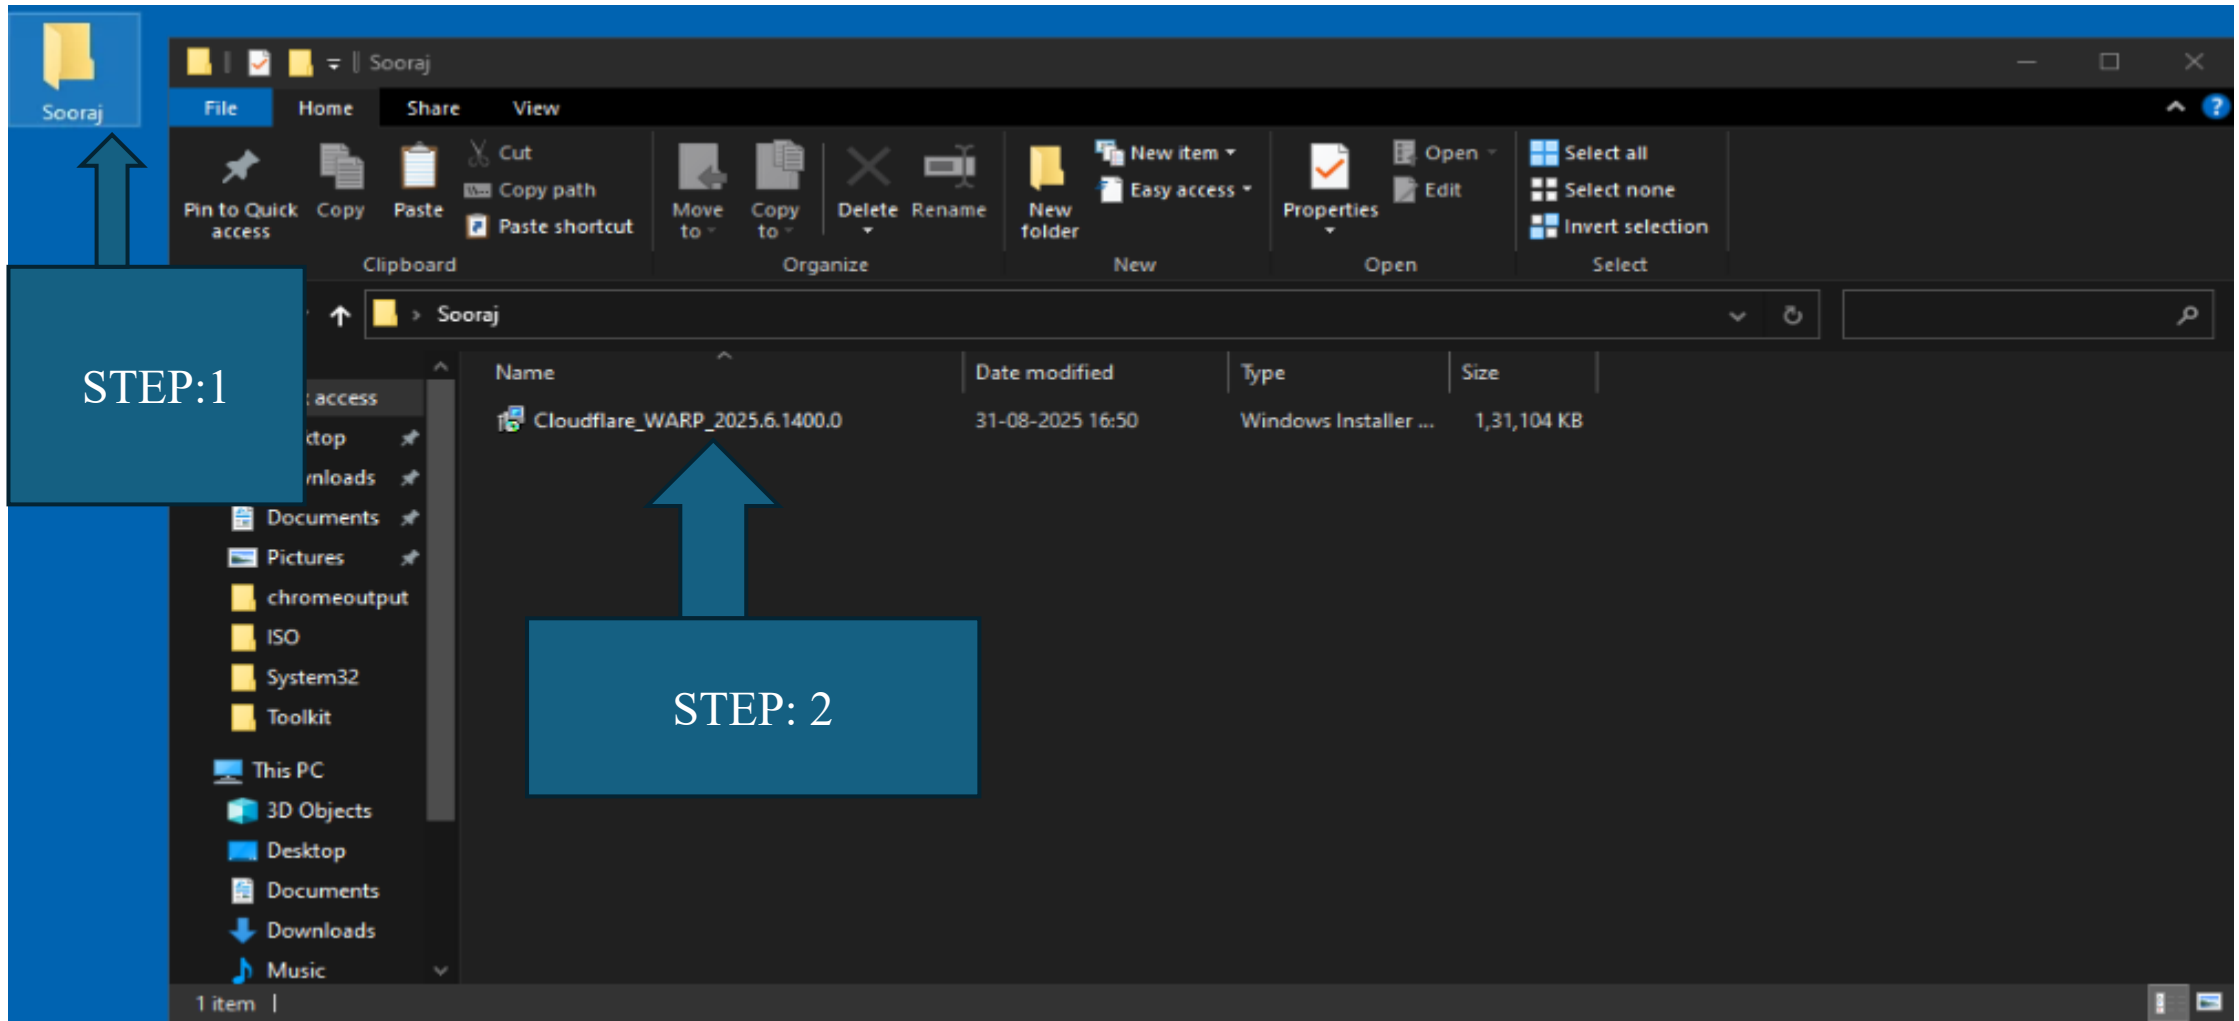 Sooraj
Sooraj
File Home Share View
Pin to Quick access
Copy
Paste
Cut
Copy path
Paste shortcut
Move to
Copy to
Delete
Rename
New folder
New item
Easy access
Properties
Open
Edit
Select all
Select none
Invert selection
Clipboard Organize New Open Select
Sooraj
STEP:1
Name Date modified Type Size
Cloudflare_WARP_2025.6.1400.0 31-08-2025 16:50 Windows Installer ... 1,31,104 KB
access
ktop
nloads
Documents
Pictures
chromeoutput
ISO
System32
Toolkit
This PC
3D Objects
Desktop
Documents
Downloads
Music
STEP: 2
1 item